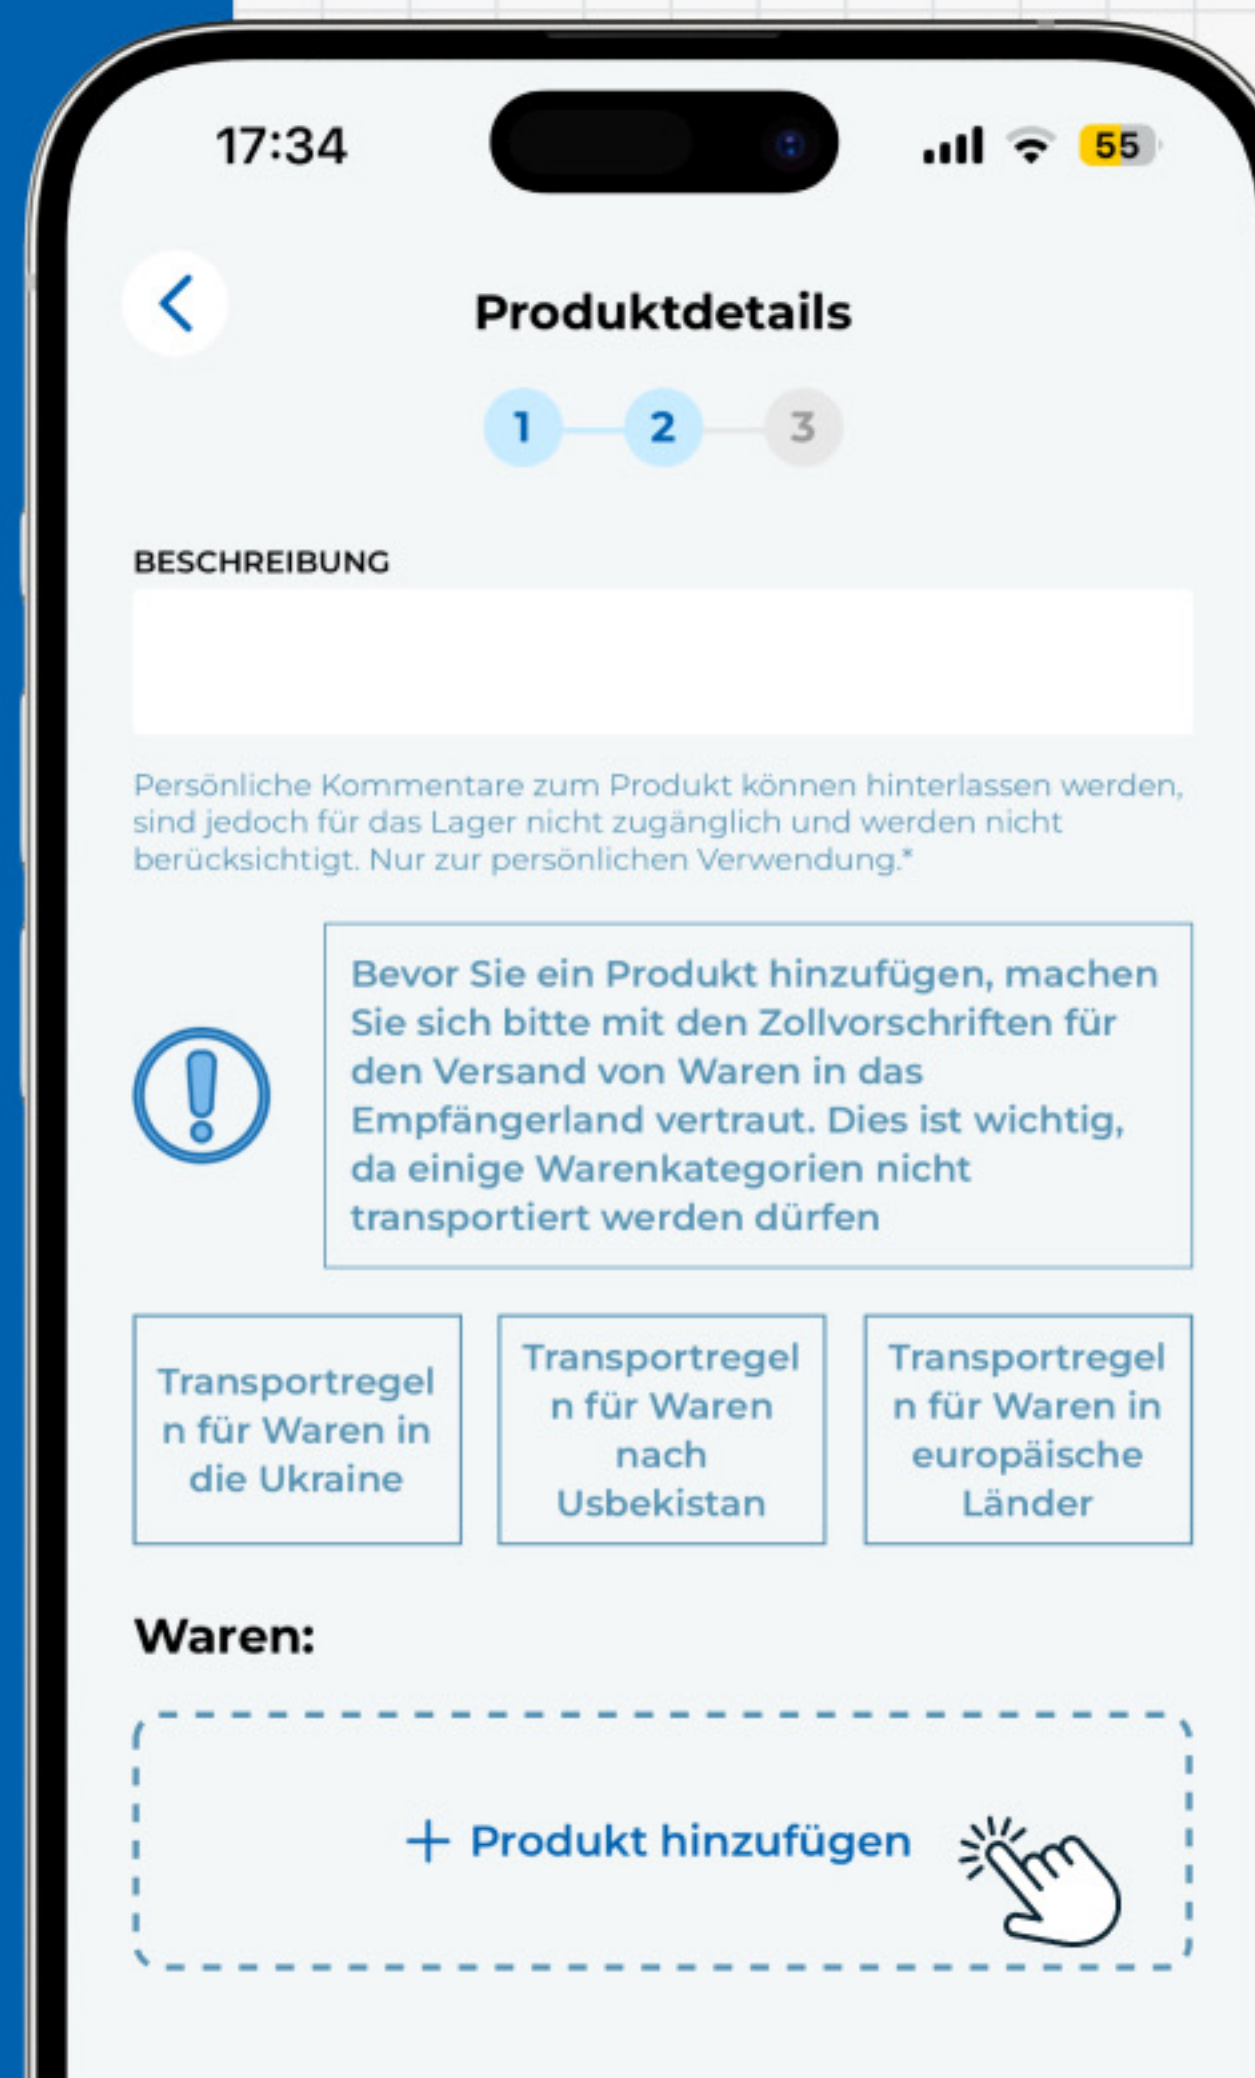 17:34
55
Produktdetails
1 2 3
BESCHREIBUNG
Persönliche Kommentare zum Produkt können hinterlassen werden,
sind jedoch für das Lager nicht zugänglich und werden nicht
berücksichtigt. Nur zur persönlichen Verwendung.*
Bevor Sie ein Produkt hinzufügen, machen
Sie sich bitte mit den Zollvorschriften für
den Versand von Waren in das
Empfängerland vertraut. Dies ist wichtig,
da einige Warenkategorien nicht
transportiert werden dürfen
Transportregel
n für Waren in
die Ukraine
Transportregel
n für Waren
nach
Usbekistan
Transportregel
n für Waren in
europäische
Länder
Waren:
+ Produkt hinzufügen